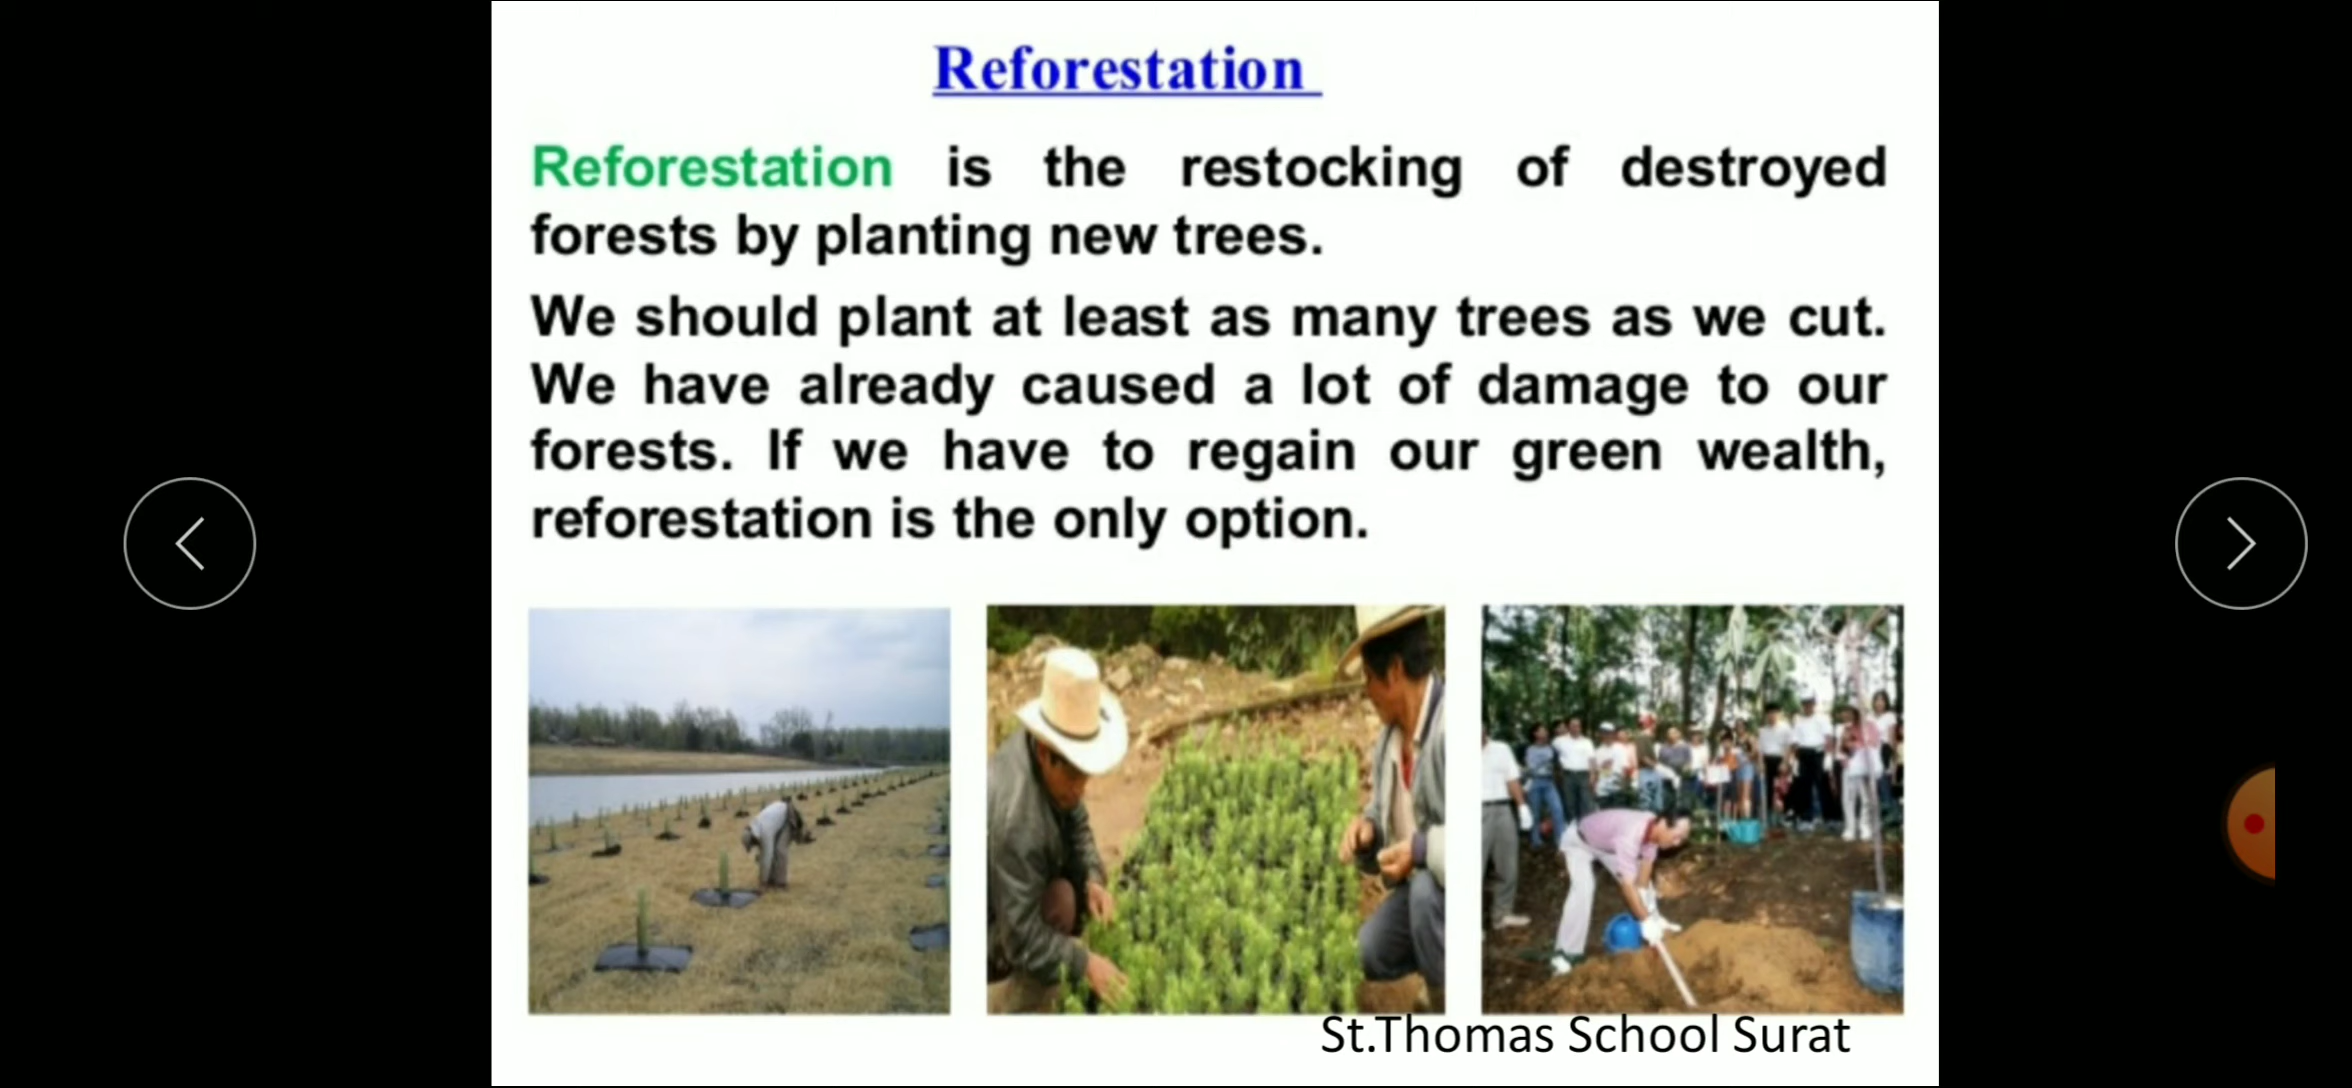 Reforestation
Reforestation is the restocking of destroyed
forests by planting new trees.
We should plant at least as many trees as we cut.
We have already caused a lot of damage to our
forests. If we have to regain our green wealth,
reforestation is the only option.
St.Thomas School Surat